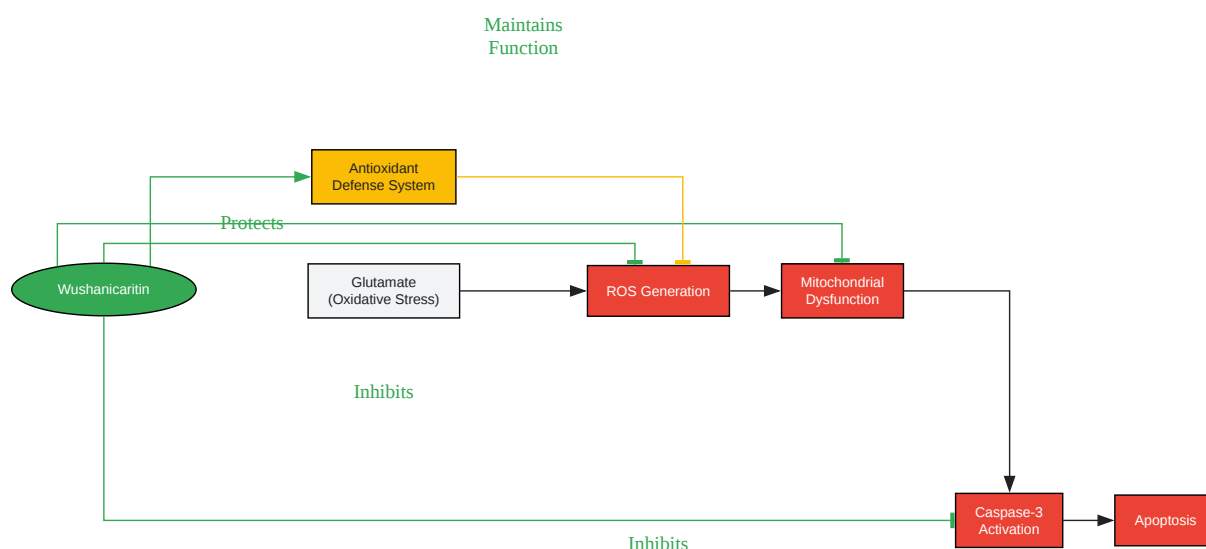 Maintains
Function
Antioxidant
Defense System
Protects
Wushanicaritin
Glutamate
(Oxidative Stress)
ROS Generation
Mitochondrial
Dysfunction
Inhibits
Caspase-3
Activation
Apoptosis
Inhibits